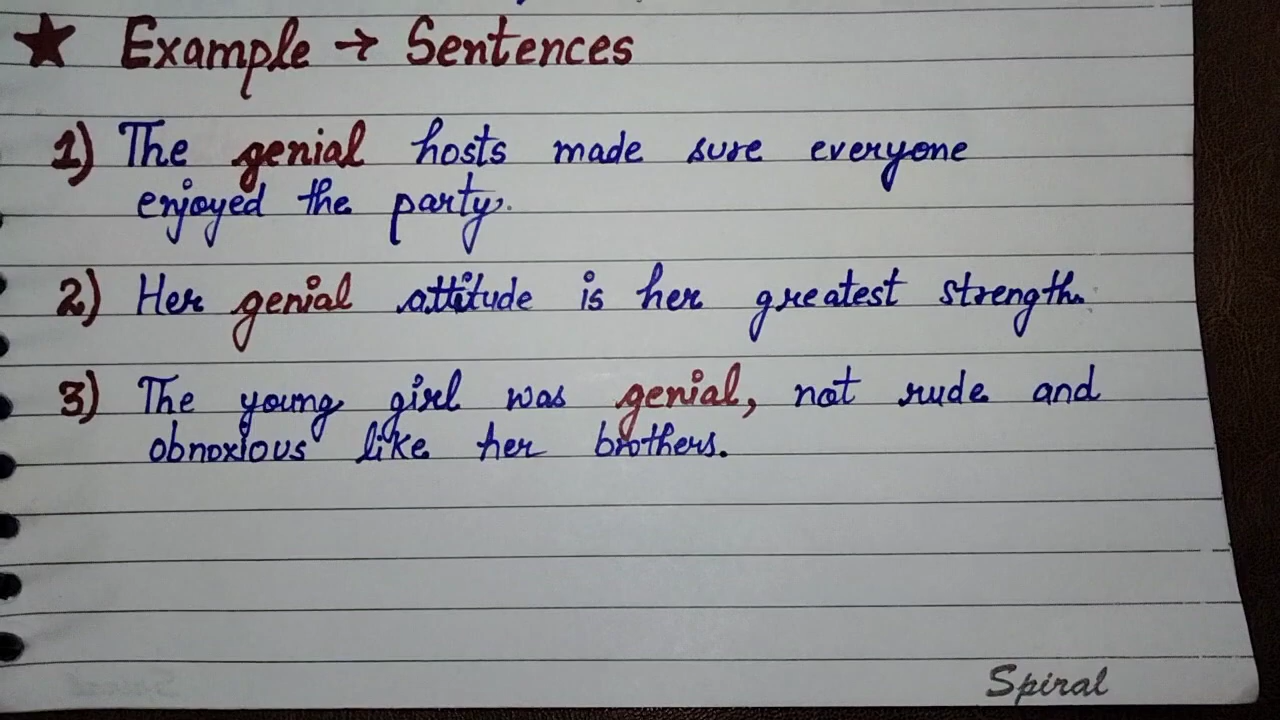 ★ Example → Sentences
1) The genial hosts made sure everyone
enjoyed the party.
2) Her genial attitude is her greatest strength.
3) The young girl was genial, not rude and
obnoxious like her brothers.
Spiral